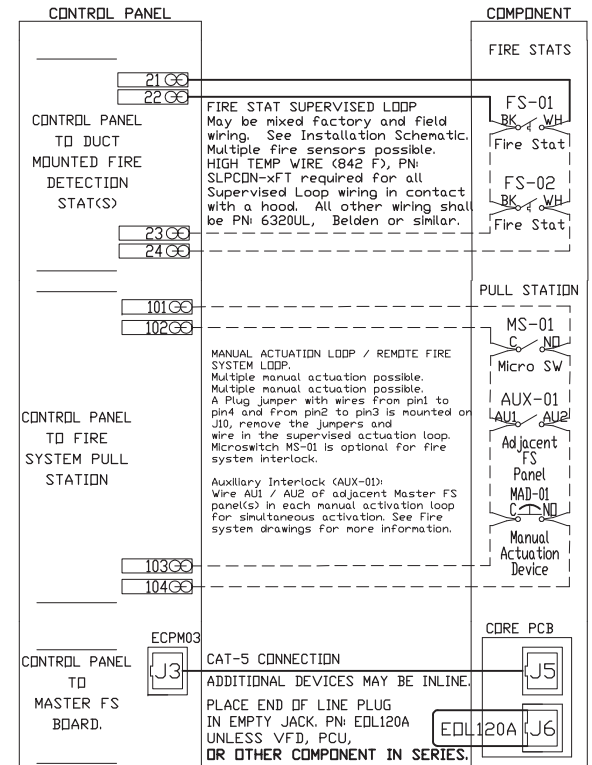 CONTROL PANEL
COMPONENT
FIRE STATS
21
22
CONTROL PANEL
TO DUCT
MOUNTED FIRE
DETECTION
STAT(S)
FIRE STAT SUPERVISED LOOP
May be mixed factory and field
wiring. See Installation Schematic.
Multiple fire sensors possible.
HIGH TEMP WIRE (842 F), PN:
SLPCON-xFT required for all
Supervised Loop wiring in contact
with a hood. All other wiring shall
be PN: 6320UL, Belden or similar.
FS-01
BK WH
Fire Stat
FS-02
BK WH
Fire Stat
23
24
PULL STATION
101
102
MS-01
C NO
Micro SW
CONTROL PANEL
TO FIRE
SYSTEM PULL
STATION
MANUAL ACTUATION LOOP / REMOTE FIRE
SYSTEM LOOP.
Multiple manual actuation possible.
Multiple manual actuation possible.
A Plug jumper with wires from pin1 to
pin4 and from pin2 to pin3 is mounted on
J10, remove the jumpers and
wire in the supervised actuation loop.
Microswitch MS-01 is optional for fire
system interlock.
Auxiliary Interlock (AUX-01):
Wire AU1 / AU2 of adjacent Master FS
panel(s) in each manual activation loop
for simultaneous activation. See Fire
system drawings for more information.
AUX-01
AU1 AU2
Adjacent
FS
Panel
MAD-01
C NO
Manual
Actuation
Device
103
104
ECPM03
CORE PCB
CONTROL PANEL
TO
MASTER FS
BOARD.
J3
CAT-5 CONNECTION
ADDITIONAL DEVICES MAY BE INLINE.
J5
PLACE END OF LINE PLUG
IN EMPTY JACK. PN: EOL120A
UNLESS VFD, PCU,
OR OTHER COMPONENT IN SERIES.
EOL120A
J6